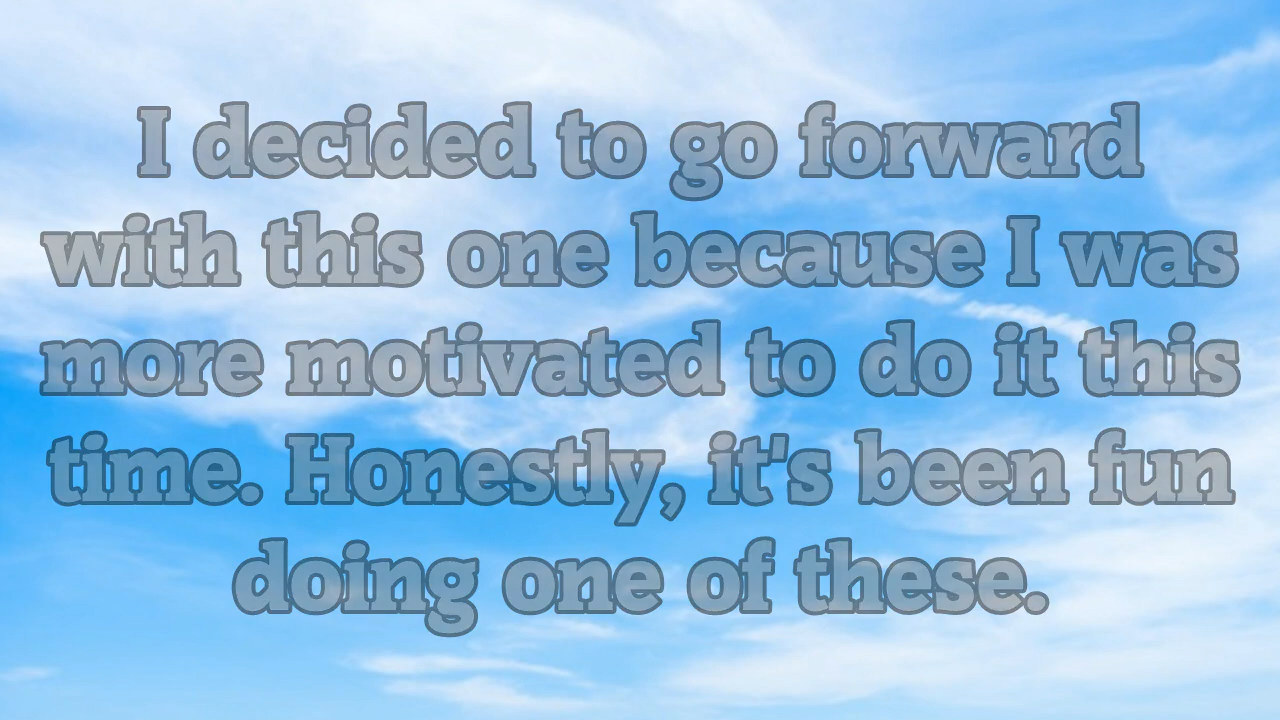 I decided to go forward
with this one because I was
more motivated to do it this
time. Honestly, it's been fun
doing one of these.